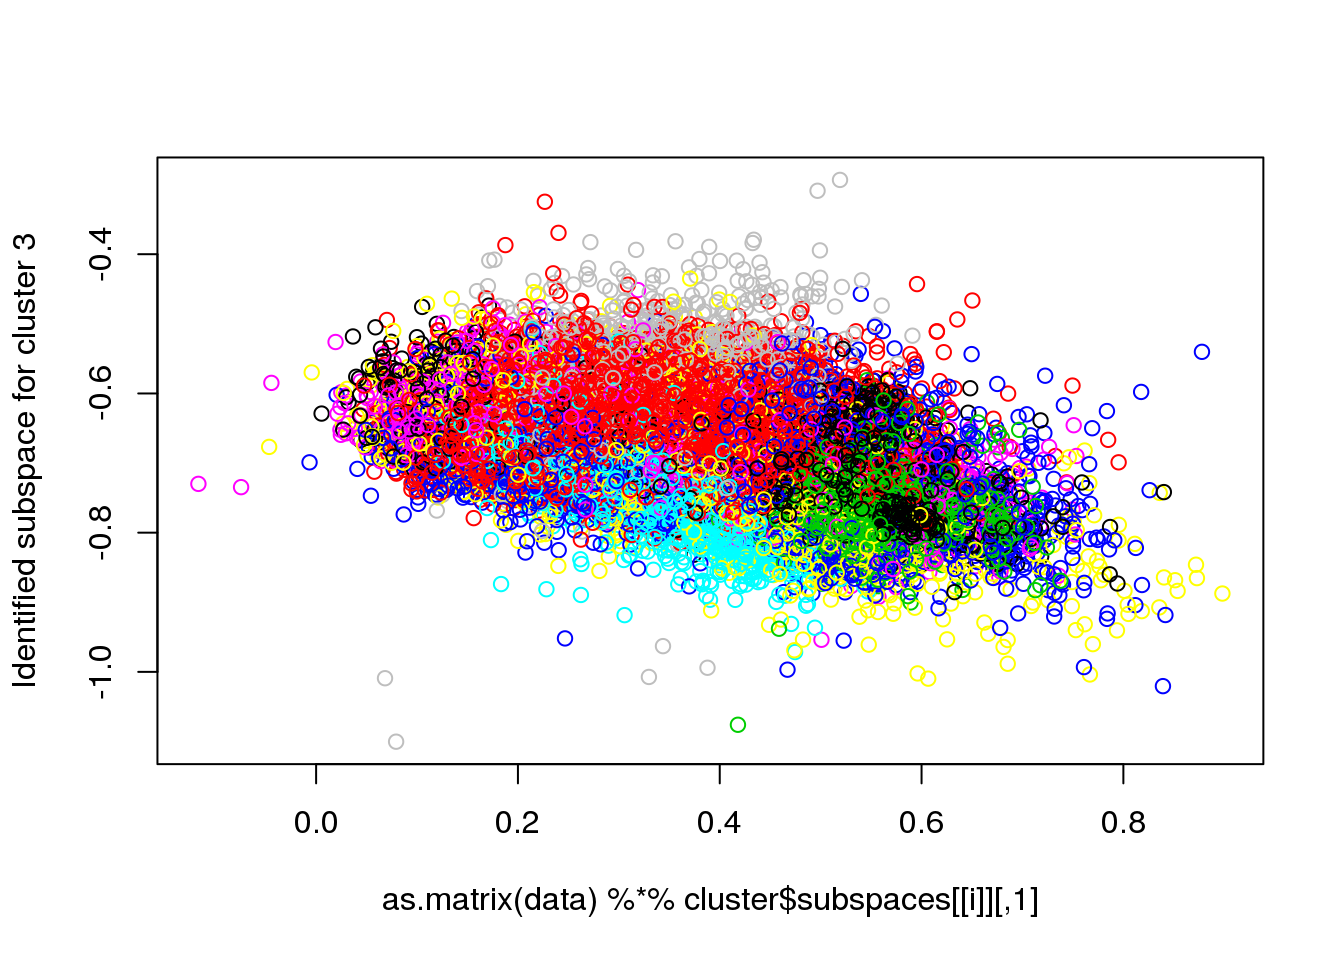 Identified subspace for cluster 3
-0.4
-0.6
-0.8
-1.0
0.0 0.2 0.4 0.6 0.8
as.matrix(data) %*% cluster$subspaces[[i]][,1]